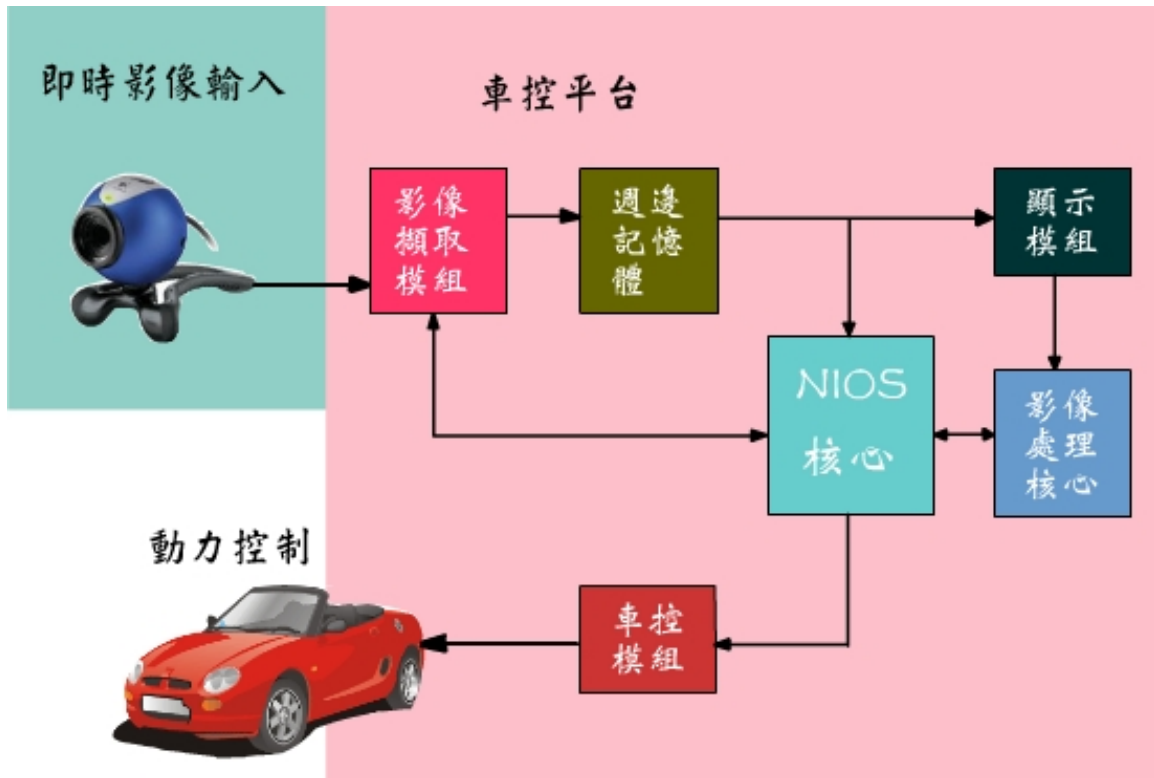 即時影像輸入
車控平台
影像
擷取
模組
週邊
記憶
體
顯示
模組
NIOS
核心
影像
處理
核心
動力控制
車控
模組